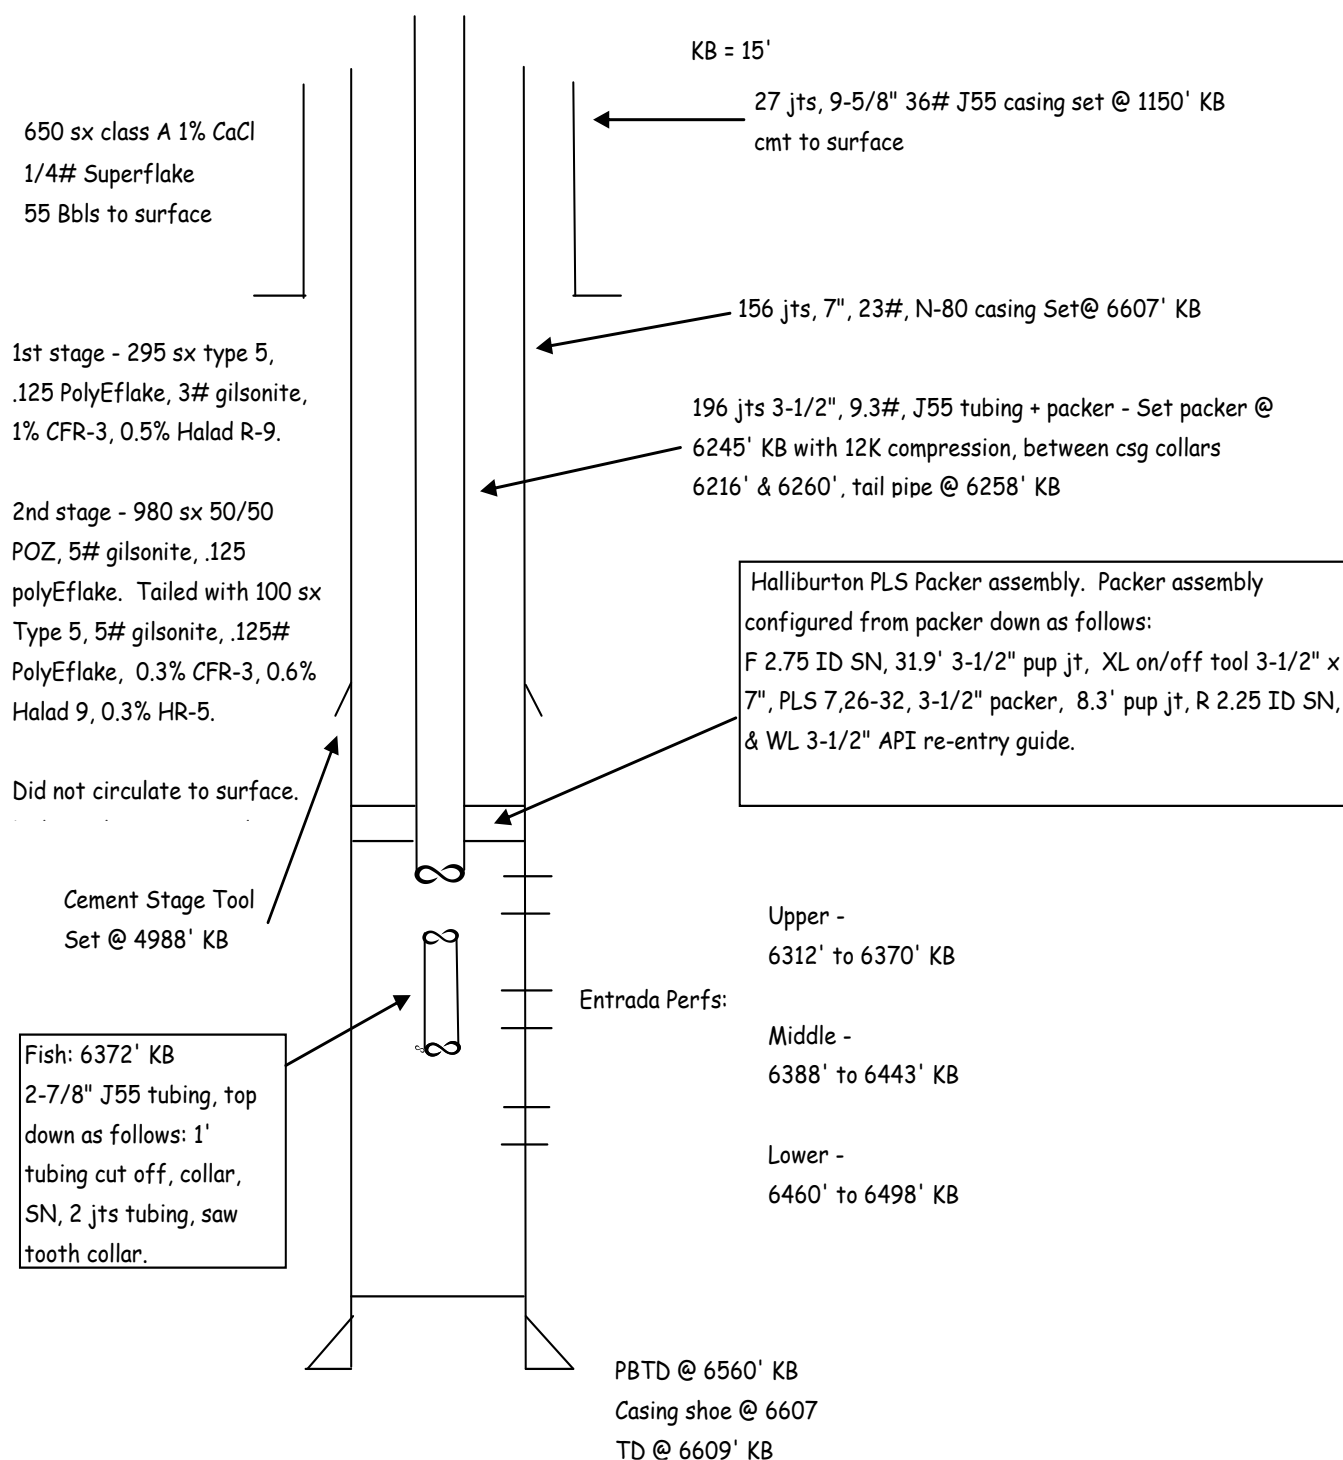 KB = 15'
27 jts, 9-5/8" 36# J55 casing set @ 1150' KB
cmt to surface
650 sx class A 1% CaCl
1/4# Superflake
55 Bbls to surface
156 jts, 7", 23#, N-80 casing Set@ 6607' KB
1st stage - 295 sx type 5,
.125 PolyEflake, 3# gilsonite,
1% CFR-3, 0.5% Halad R-9.
196 jts 3-1/2", 9.3#, J55 tubing + packer - Set packer @
6245' KB with 12K compression, between csg collars
6216' & 6260', tail pipe @ 6258' KB
2nd stage - 980 sx 50/50
POZ, 5# gilsonite, .125
polyEflake.  Tailed with 100 sx
Type 5, 5# gilsonite, .125#
PolyEflake,  0.3% CFR-3, 0.6%
Halad 9, 0.3% HR-5.
Did not circulate to surface.
Halliburton PLS Packer assembly.  Packer assembly
configured from packer down as follows:
F 2.75 ID SN, 31.9' 3-1/2" pup jt,  XL on/off tool 3-1/2" x
7", PLS 7,26-32, 3-1/2" packer,  8.3' pup jt, R 2.25 ID SN,
& WL 3-1/2" API re-entry guide.
Cement Stage Tool
Set @ 4988' KB
Entrada Perfs:
Upper -
6312' to 6370' KB
Middle -
6388' to 6443' KB
Lower -
6460' to 6498' KB
Fish: 6372' KB
2-7/8" J55 tubing, top
down as follows: 1'
tubing cut off, collar,
SN, 2 jts tubing, saw
tooth collar.
PBTD @ 6560' KB
Casing shoe @ 6607
TD @ 6609' KB